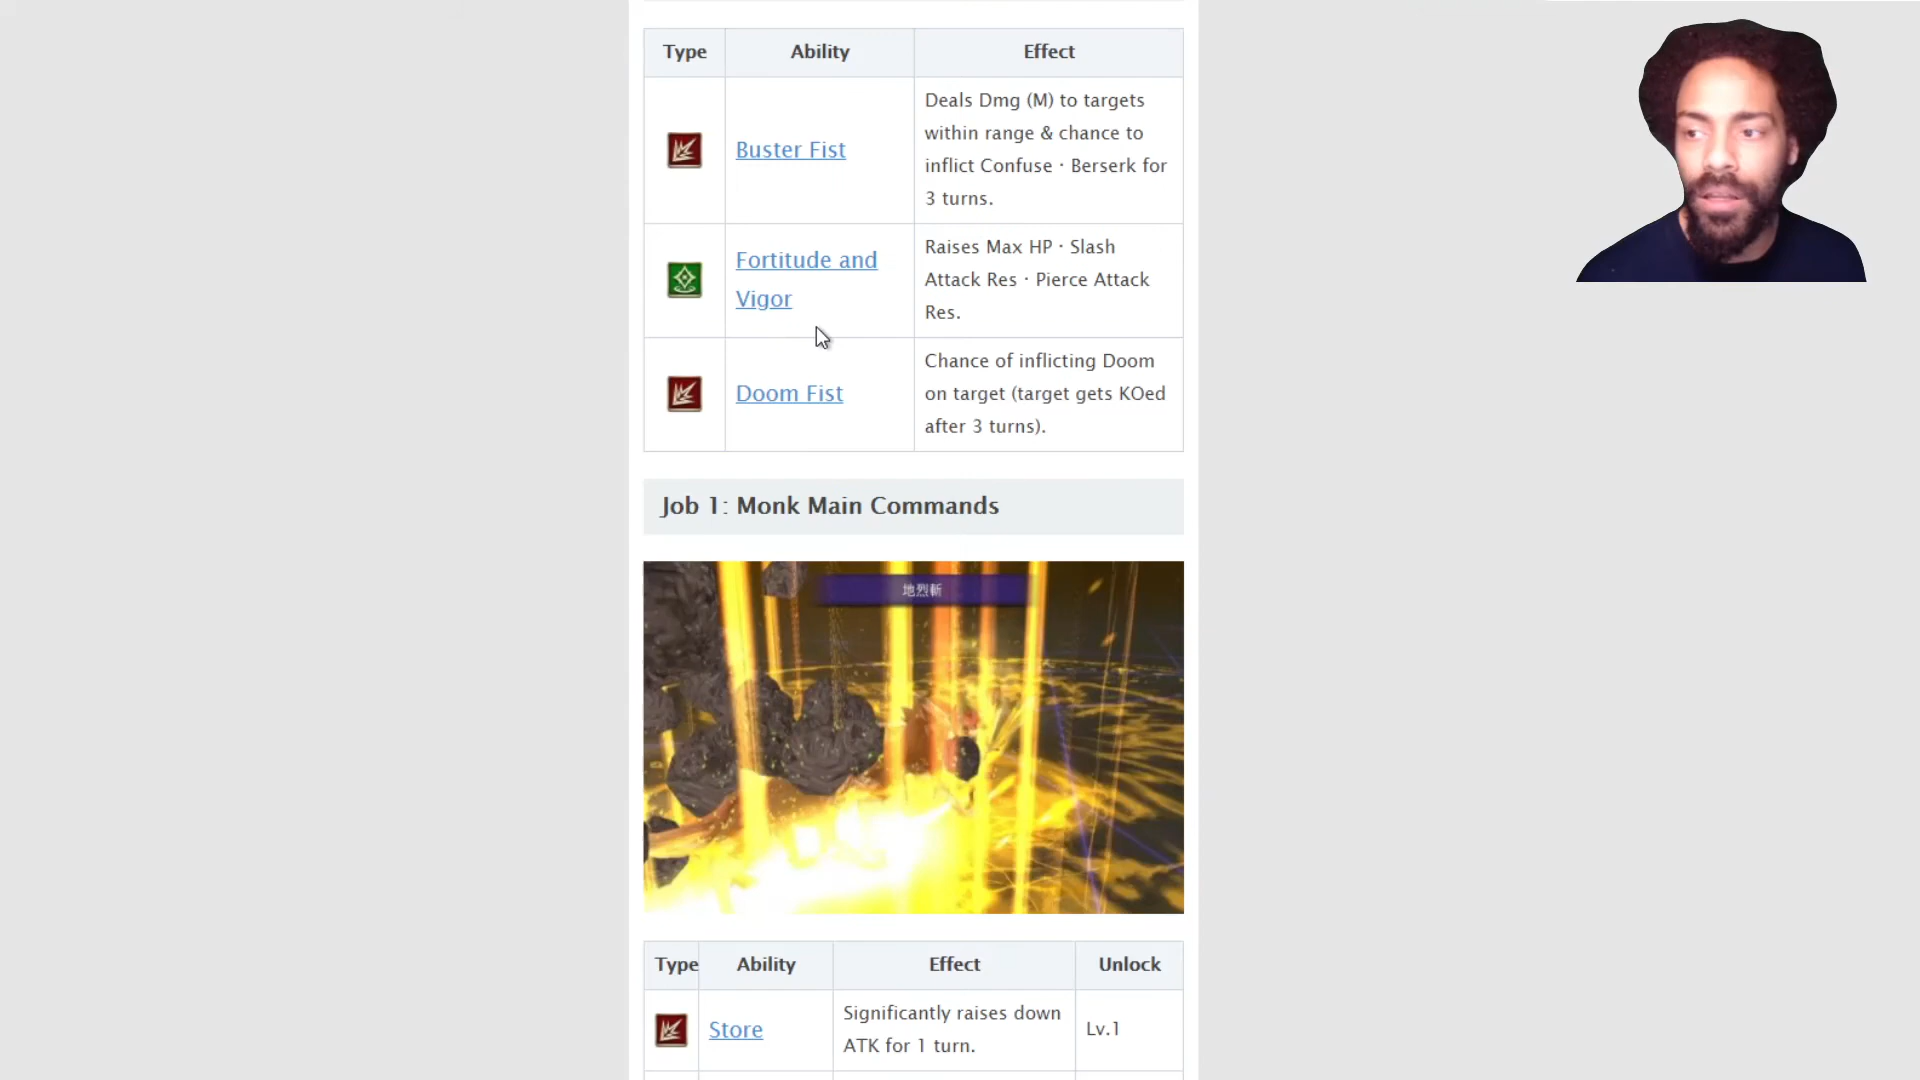 Type Ability Effect
Buster Fist
Deals Dmg (M) to targets
within range & chance to
inflict Confuse · Berserk for
3 turns.
Fortitude and
Vigor
Raises Max HP · Slash
Attack Res · Pierce Attack
Res.
Doom Fist
Chance of inflicting Doom
on target (target gets KOed
after 3 turns).
Job 1: Monk Main Commands
地烈斬
Type Ability Effect Unlock
Store
Significantly raises down
ATK for 1 turn.
Lv.1